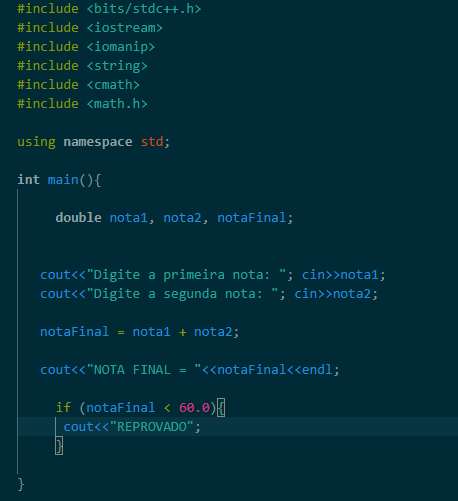 #include <bits/stdc++.h>
#include <iostream>
#include <iomanip>
#include <string>
#include <cmath>
#include <math.h>
using namespace std;
int main(){
double nota1, nota2, notaFinal;
cout<<"Digite a primeira nota: "; cin>>nota1;
cout<<"Digite a segunda nota: "; cin>>nota2;
notaFinal = nota1 + nota2;
cout<<"NOTA FINAL = "<<notaFinal<<endl;
if (notaFinal < 60.0){
cout<<"REPROVADO";
}
}